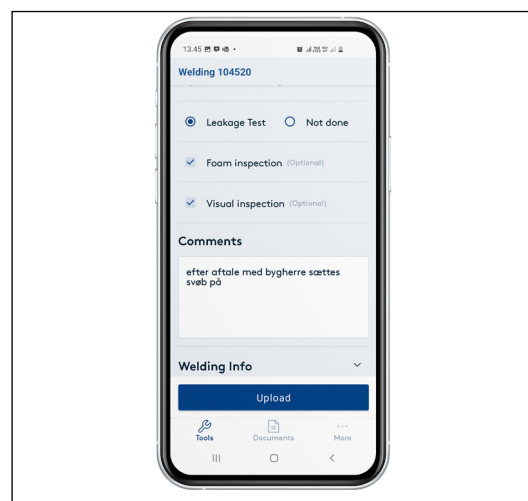 13.45
Welding 104520
Leakage Test Not done
Foam inspection (Optional)
Visual inspection (Optional)
Comments
efter aftale med bygherre sættes
svøb på
Welding Info
Upload
Tools Documents More